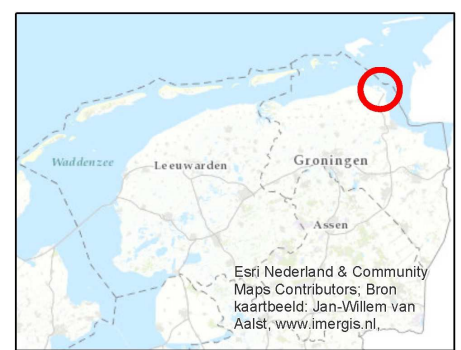 Waddenzee
Leeuwarden
Groningen
Assen
Esri Nederland & Community
Maps Contributors; Bron
kaartbeeld: Jan-Willem van
Aalst, www.imergis.nl,